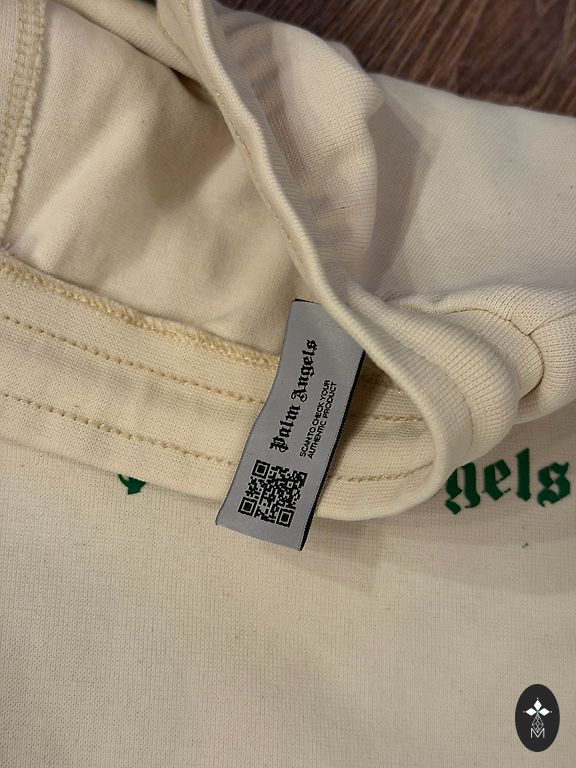 Palm Angels
SCAN TO CHECK YOUR
AUTHENTIC PRODUCT
gels
M